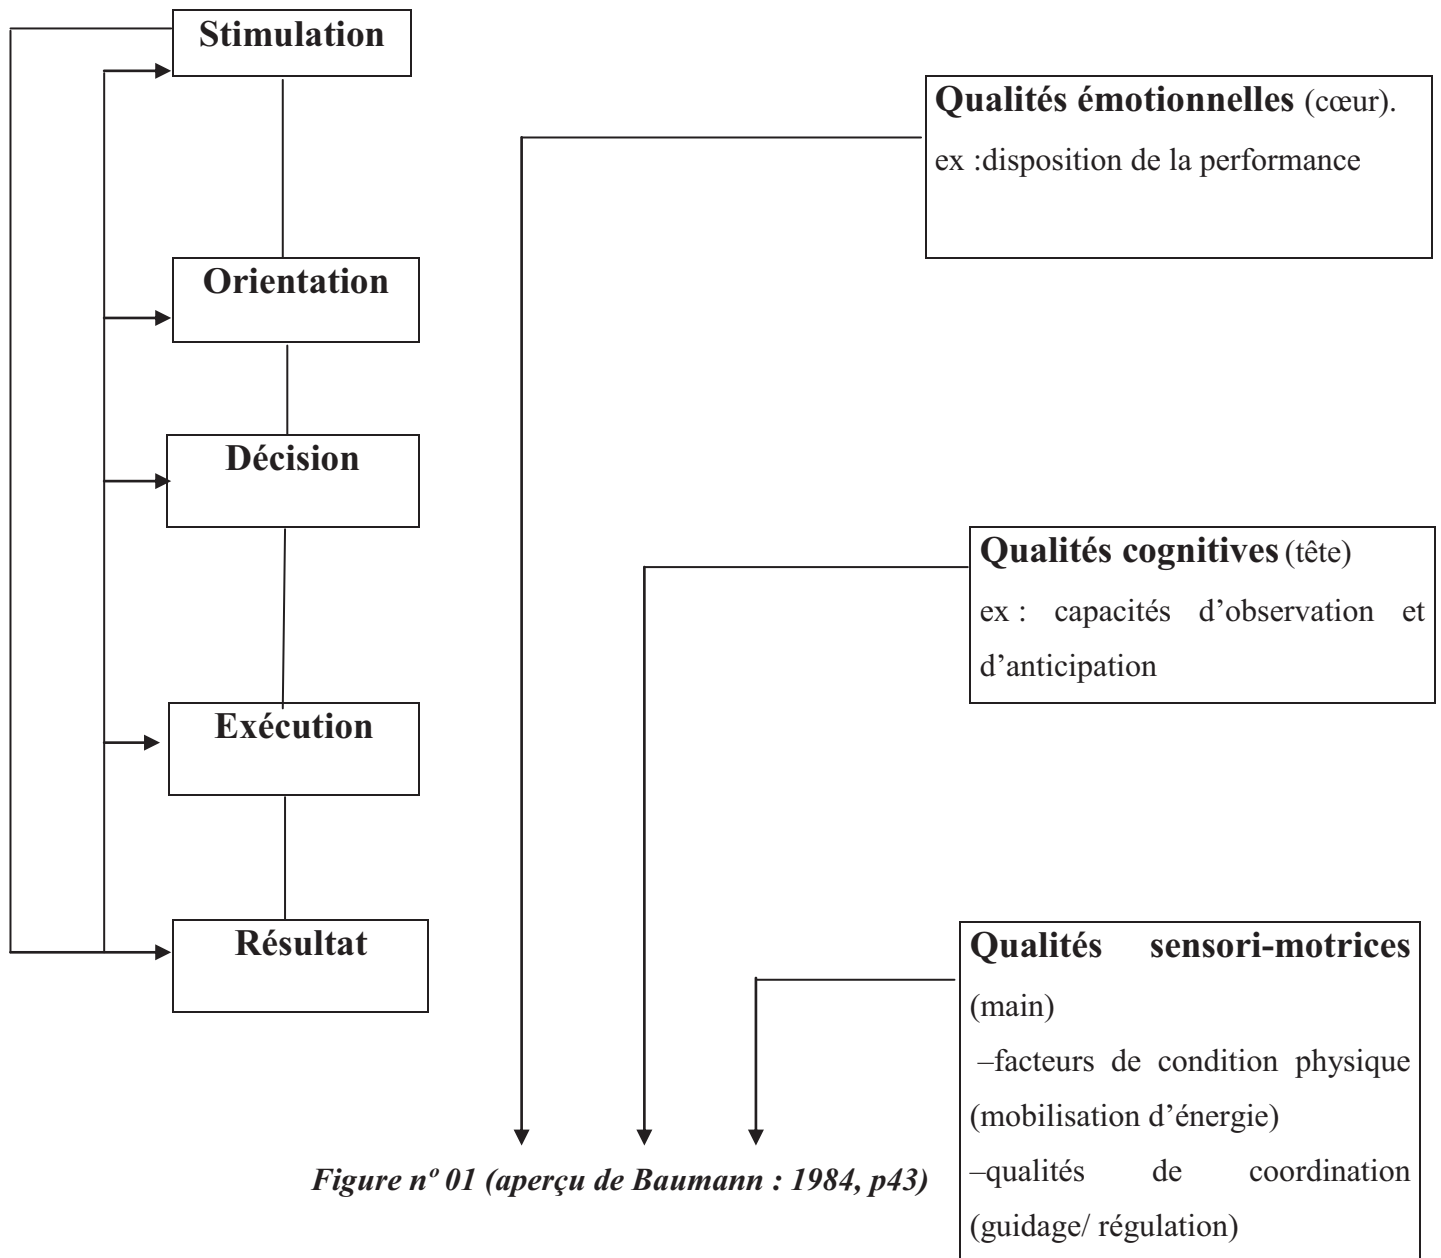 Stimulation
Orientation
Décision
Exécution
Résultat
Qualités émotionnelles (cœur).
ex :disposition de la performance
Qualités cognitives (tête)
ex : capacités d’observation et
d’anticipation
Qualités sensori-motrices
(main)
–facteurs de condition physique
(mobilisation d’énergie)
–qualités de coordination
(guidage/ régulation)
Figure nº 01 (aperçu de Baumann : 1984, p43)